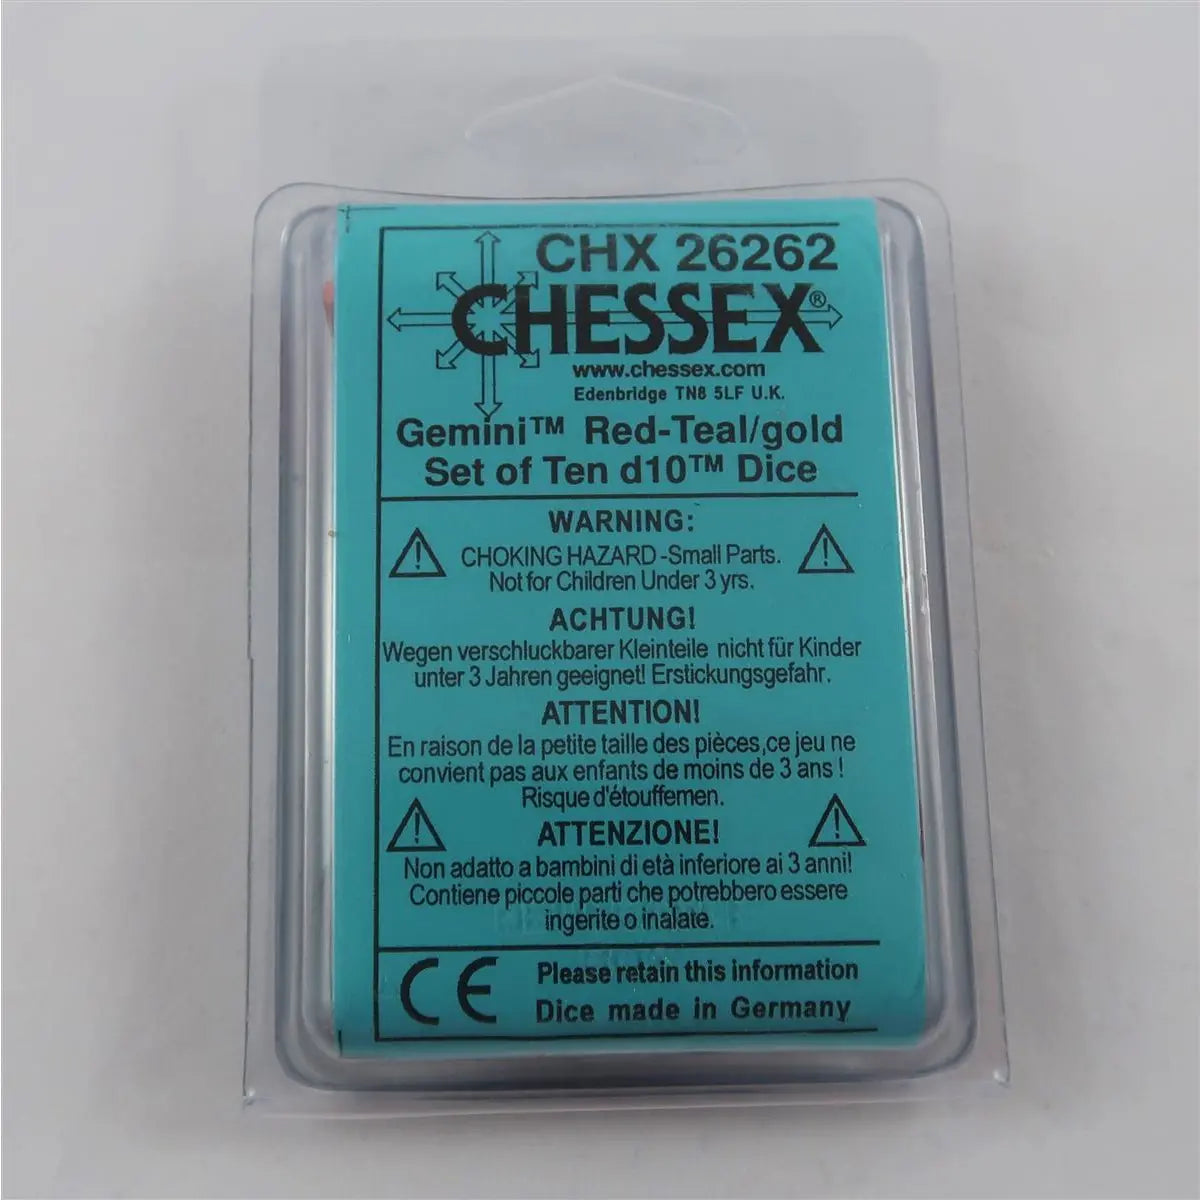 CHX 26262
CHESSEX®
www.chessex.com
Edenbridge TN8 5LF U.K.
Gemini™ Red-Teal/gold
Set of Ten d10™ Dice
WARNING:
CHOKING HAZARD -Small Parts.
Not for Children Under 3 yrs.
ACHTUNG!
Wegen verschluckbarer Kleinteile nicht für Kinder
unter 3 Jahren geeignet! Erstickungsgefahr.
ATTENTION!
En raison de la petite taille des pièces,ce jeu ne
convient pas aux enfants de moins de 3 ans !
Risque d'étouffemen.
ATTENZIONE!
Non adatto a bambini di età inferiore ai 3 anni!
Contiene piccole parti che potrebbero essere
ingerite o inalate.
CE Please retain this information
Dice made in Germany